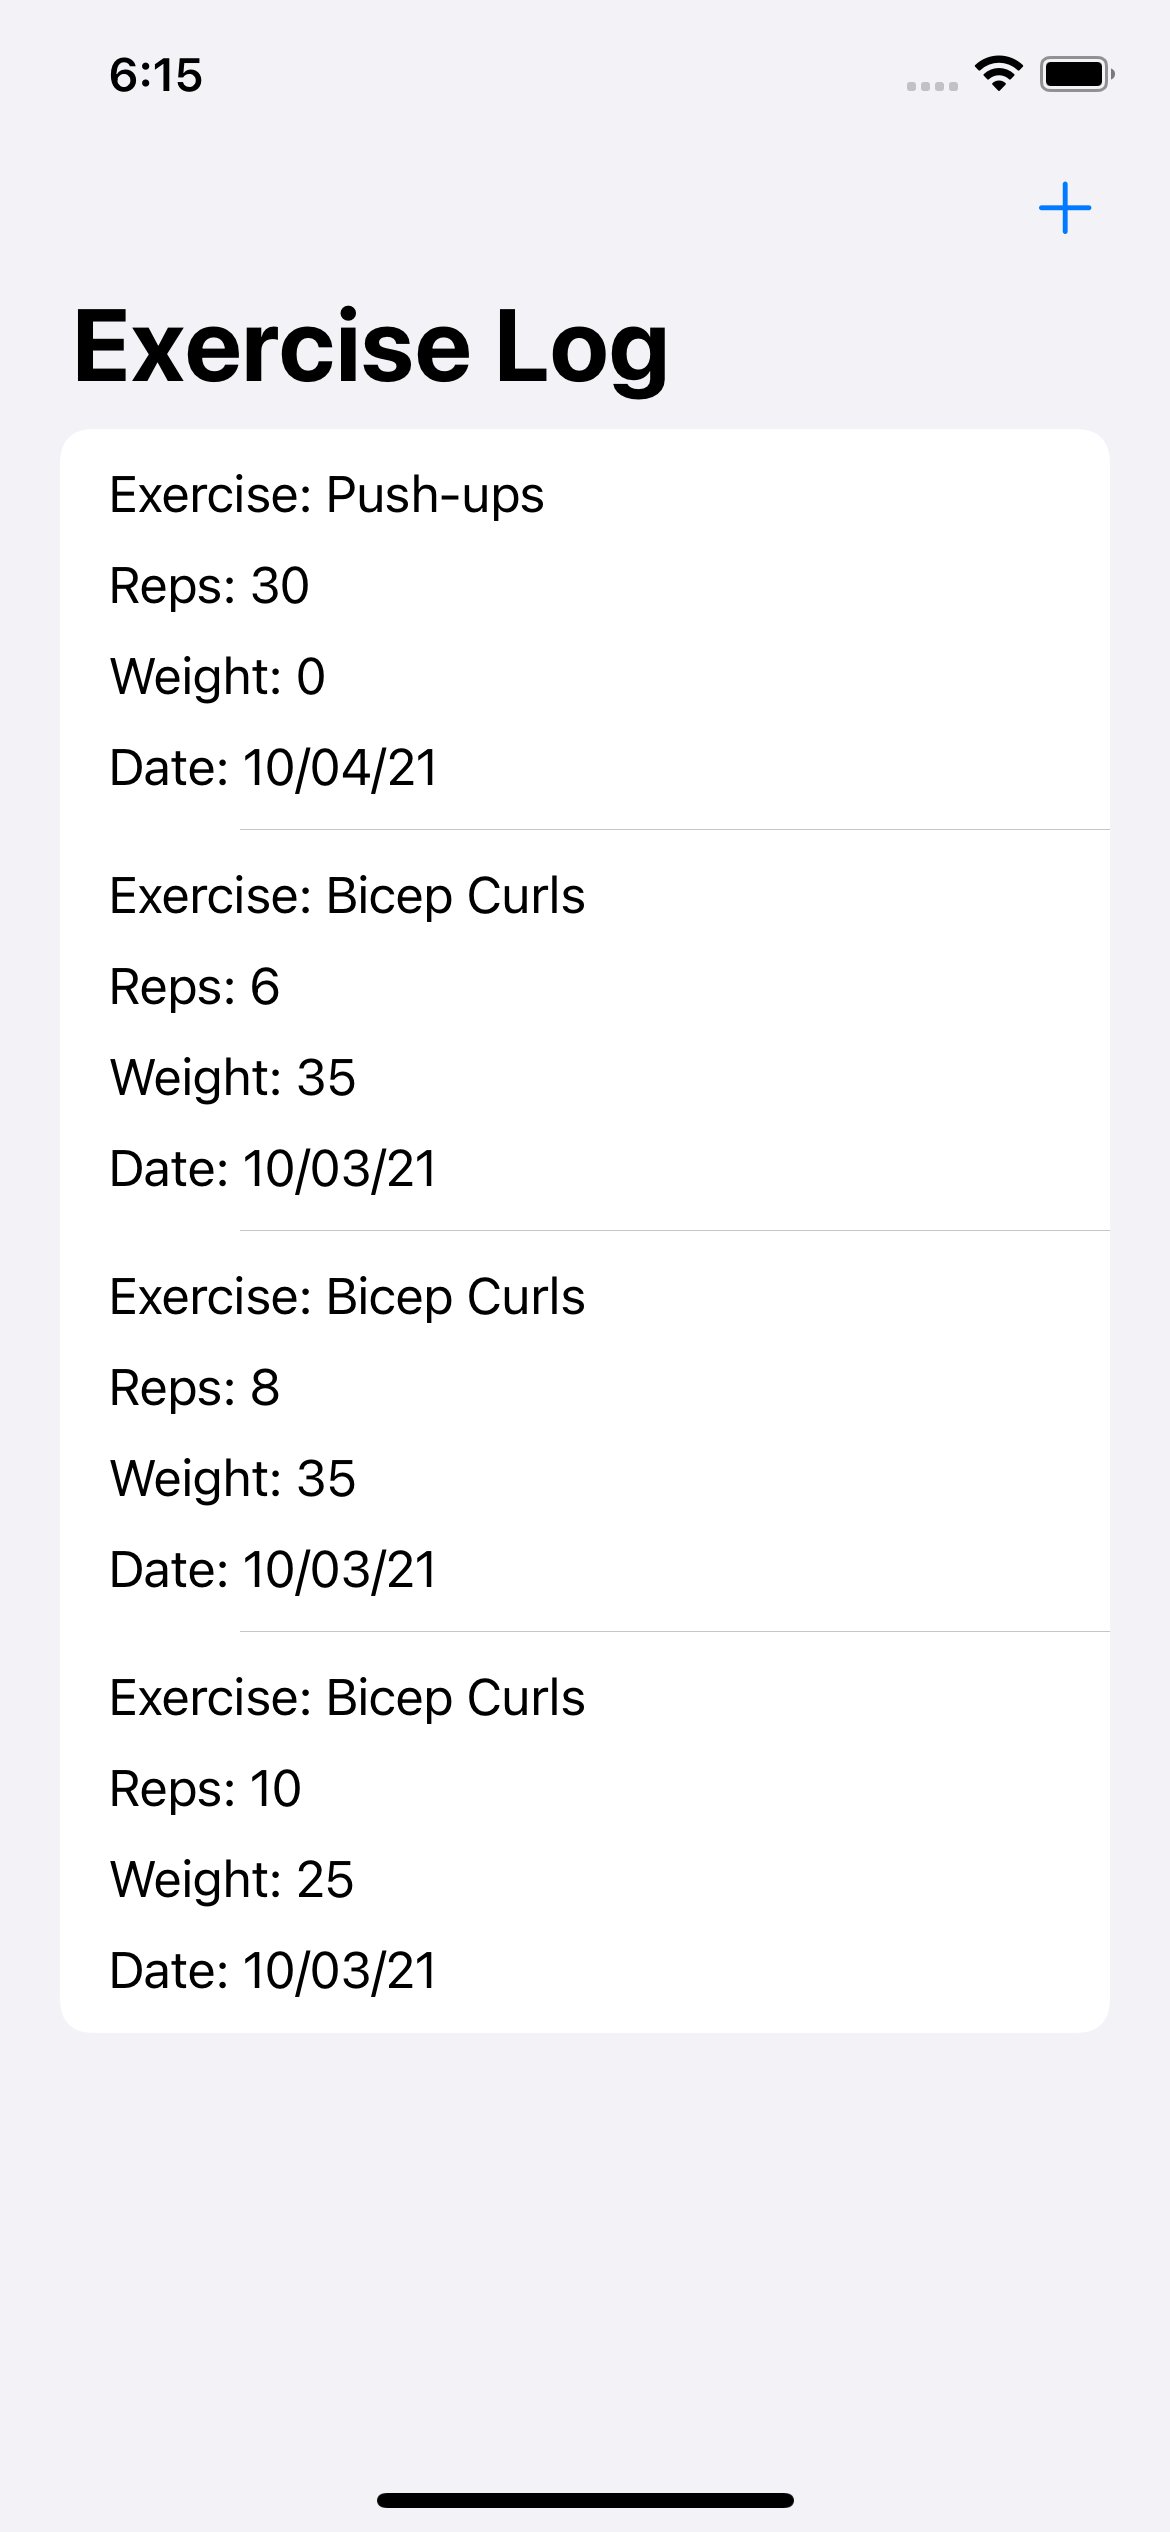 6:15
Exercise Log
Exercise: Push-ups
Reps: 30
Weight: 0
Date: 10/04/21
Exercise: Bicep Curls
Reps: 6
Weight: 35
Date: 10/03/21
Exercise: Bicep Curls
Reps: 8
Weight: 35
Date: 10/03/21
Exercise: Bicep Curls
Reps: 10
Weight: 25
Date: 10/03/21